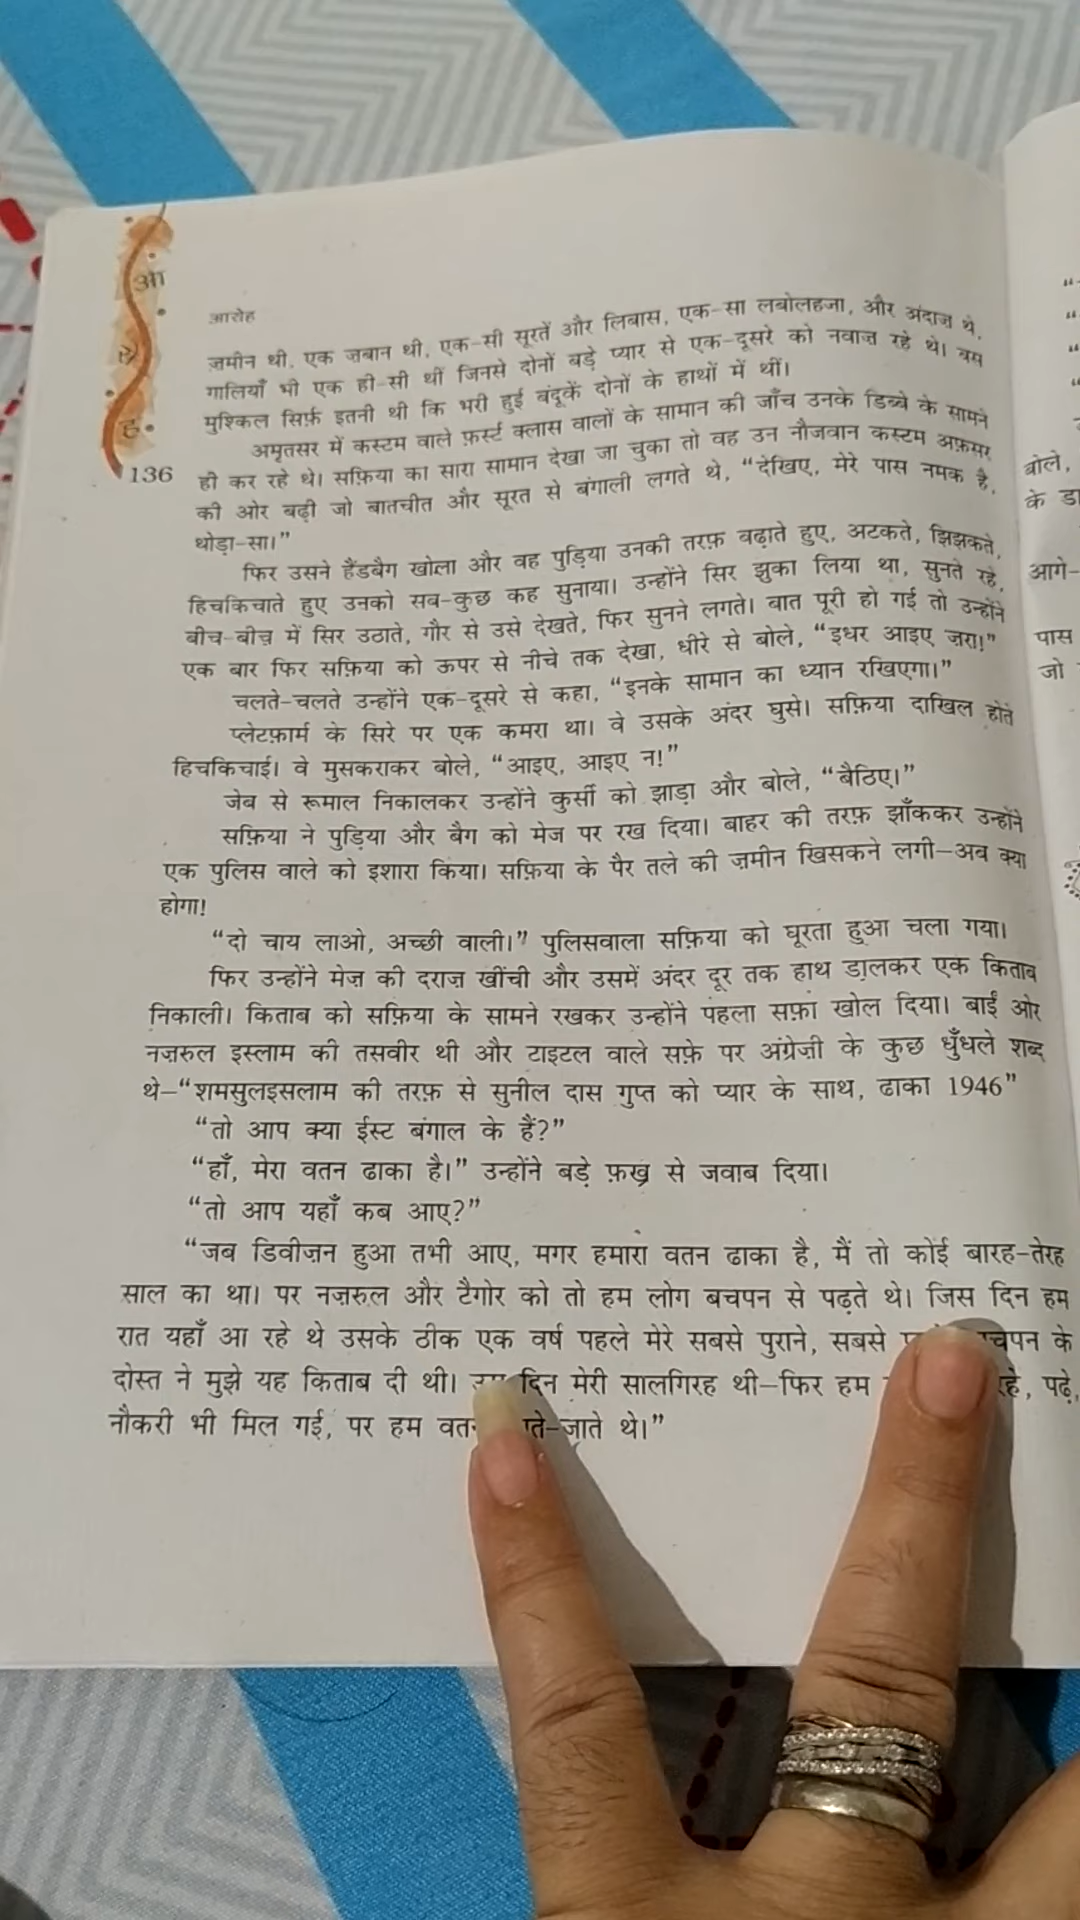 आ
रो
ह
136
आरोह
ज़मीन थी, एक ज़बान थी, एक-सी सूरतें और लिबास, एक-सा लबोलहजा, और अंदाज़ थे,
गालियाँ भी एक ही-सी थीं जिनसे दोनों बड़े प्यार से एक-दूसरे को नवाज़ रहे थे। बस
मुश्किल सिर्फ़ इतनी थी कि भरी हुई बंदूकें दोनों के हाथों में थीं।
अमृतसर में कस्टम वाले फ़र्स्ट क्लास वालों के सामान की जाँच उनके डिब्बे के सामने
ही कर रहे थे। सफ़िया का सारा सामान देखा जा चुका तो वह उन नौजवान कस्टम अफ़सर
की ओर बढ़ी जो बातचीत और सूरत से बंगाली लगते थे, “देखिए, मेरे पास नमक है,
थोड़ा-सा।”
फिर उसने हैंडबैग खोला और वह पुड़िया उनकी तरफ़ बढ़ाते हुए, अटकते, झिझकते,
हिचकिचाते हुए उनको सब-कुछ कह सुनाया। उन्होंने सिर झुका लिया था, सुनते रहे,
बीच-बीच में सिर उठाते, गौर से उसे देखते, फिर सुनने लगते। बात पूरी हो गई तो उन्होंने
एक बार फिर सफ़िया को ऊपर से नीचे तक देखा, धीरे से बोले, “इधर आइए ज़रा!”
चलते-चलते उन्होंने एक-दूसरे से कहा, “इनके सामान का ध्यान रखिएगा।”
प्लेटफ़ार्म के सिरे पर एक कमरा था। वे उसके अंदर घुसे। सफ़िया दाखिल होते
हिचकिचाई। वे मुसकराकर बोले, “आइए, आइए न!”
जेब से रूमाल निकालकर उन्होंने कुर्सी को झाड़ा और बोले, “बैठिए।”
सफ़िया ने पुड़िया और बैग को मेज पर रख दिया। बाहर की तरफ़ झाँककर उन्होंने
एक पुलिस वाले को इशारा किया। सफ़िया के पैर तले की ज़मीन खिसकने लगी—अब क्या
होगा!
“दो चाय लाओ, अच्छी वाली।” पुलिसवाला सफ़िया को घूरता हुआ चला गया।
फिर उन्होंने मेज़ की दराज़ खींची और उसमें अंदर दूर तक हाथ डालकर एक किताब
निकाली। किताब को सफ़िया के सामने रखकर उन्होंने पहला सफ़ा खोल दिया। बाईं ओर
नज़रुल इस्लाम की तसवीर थी और टाइटल वाले सफ़े पर अंग्रेज़ी के कुछ धुँधले शब्द
थे—“शमसुलइसलाम की तरफ़ से सुनील दास गुप्त को प्यार के साथ, ढाका 1946”
“तो आप क्या ईस्ट बंगाल के हैं?”
“हाँ, मेरा वतन ढाका है।” उन्होंने बड़े फ़ख्र से जवाब दिया।
“तो आप यहाँ कब आए?”
“जब डिवीज़न हुआ तभी आए, मगर हमारा वतन ढाका है, मैं तो कोई बारह-तेरह
साल का था। पर नज़रुल और टैगोर को तो हम लोग बचपन से पढ़ते थे। जिस दिन हम
रात यहाँ आ रहे थे उसके ठीक एक वर्ष पहले मेरे सबसे पुराने, सबसे के
दोस्त ने मुझे यह किताब दी थी। दिन मेरी सालगिरह थी—फिर हम पढ़े,
नौकरी भी मिल गई, पर हम जाते थे।”
बोले,
के
आगे-
पास
जो